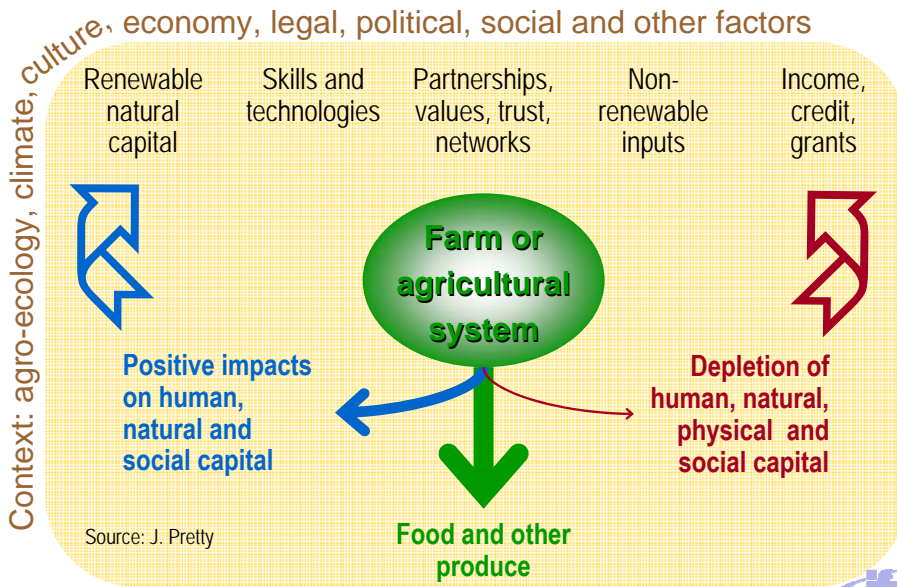 Context: agro-ecology, climate, culture, economy, legal, political, social and other factors
Renewable
natural
capital
Skills and
technologies
Partnerships,
values, trust,
networks
Non-
renewable
inputs
Income,
credit,
grants
Farm or
agricultural
system
Positive impacts
on human,
natural and
social capital
Depletion of
human, natural,
physical and
social capital
Food and other
produce
Source: J. Pretty